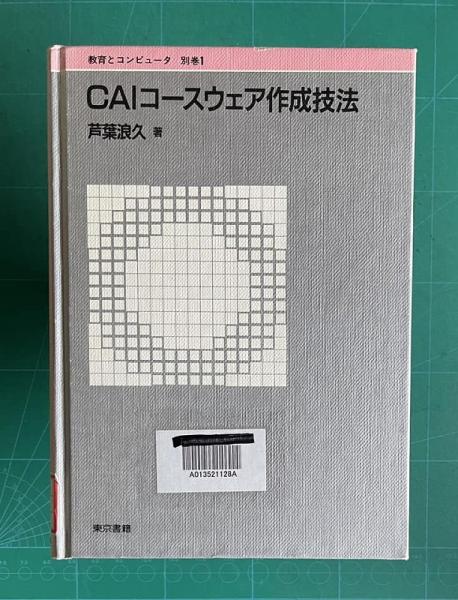 教育とコンピュータ 別巻1
CAIコースウェア作成技法
芦葉浪久 著
A013521128A
東京書籍